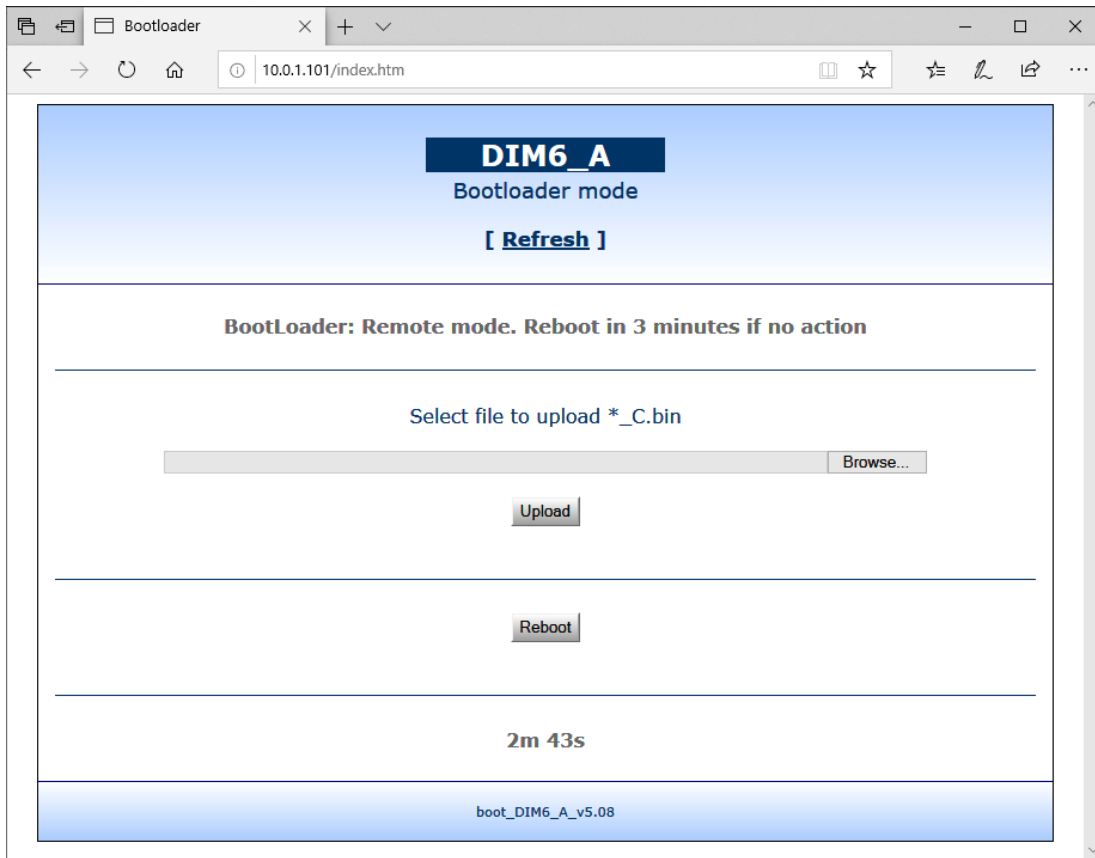 Bootloader
10.0.1.101/index.htm
DIM6_A
Bootloader mode
[ Refresh ]
BootLoader: Remote mode. Reboot in 3 minutes if no action
Select file to upload *_C.bin
Browse...
Upload
Reboot
2m 43s
boot_DIM6_A_v5.08